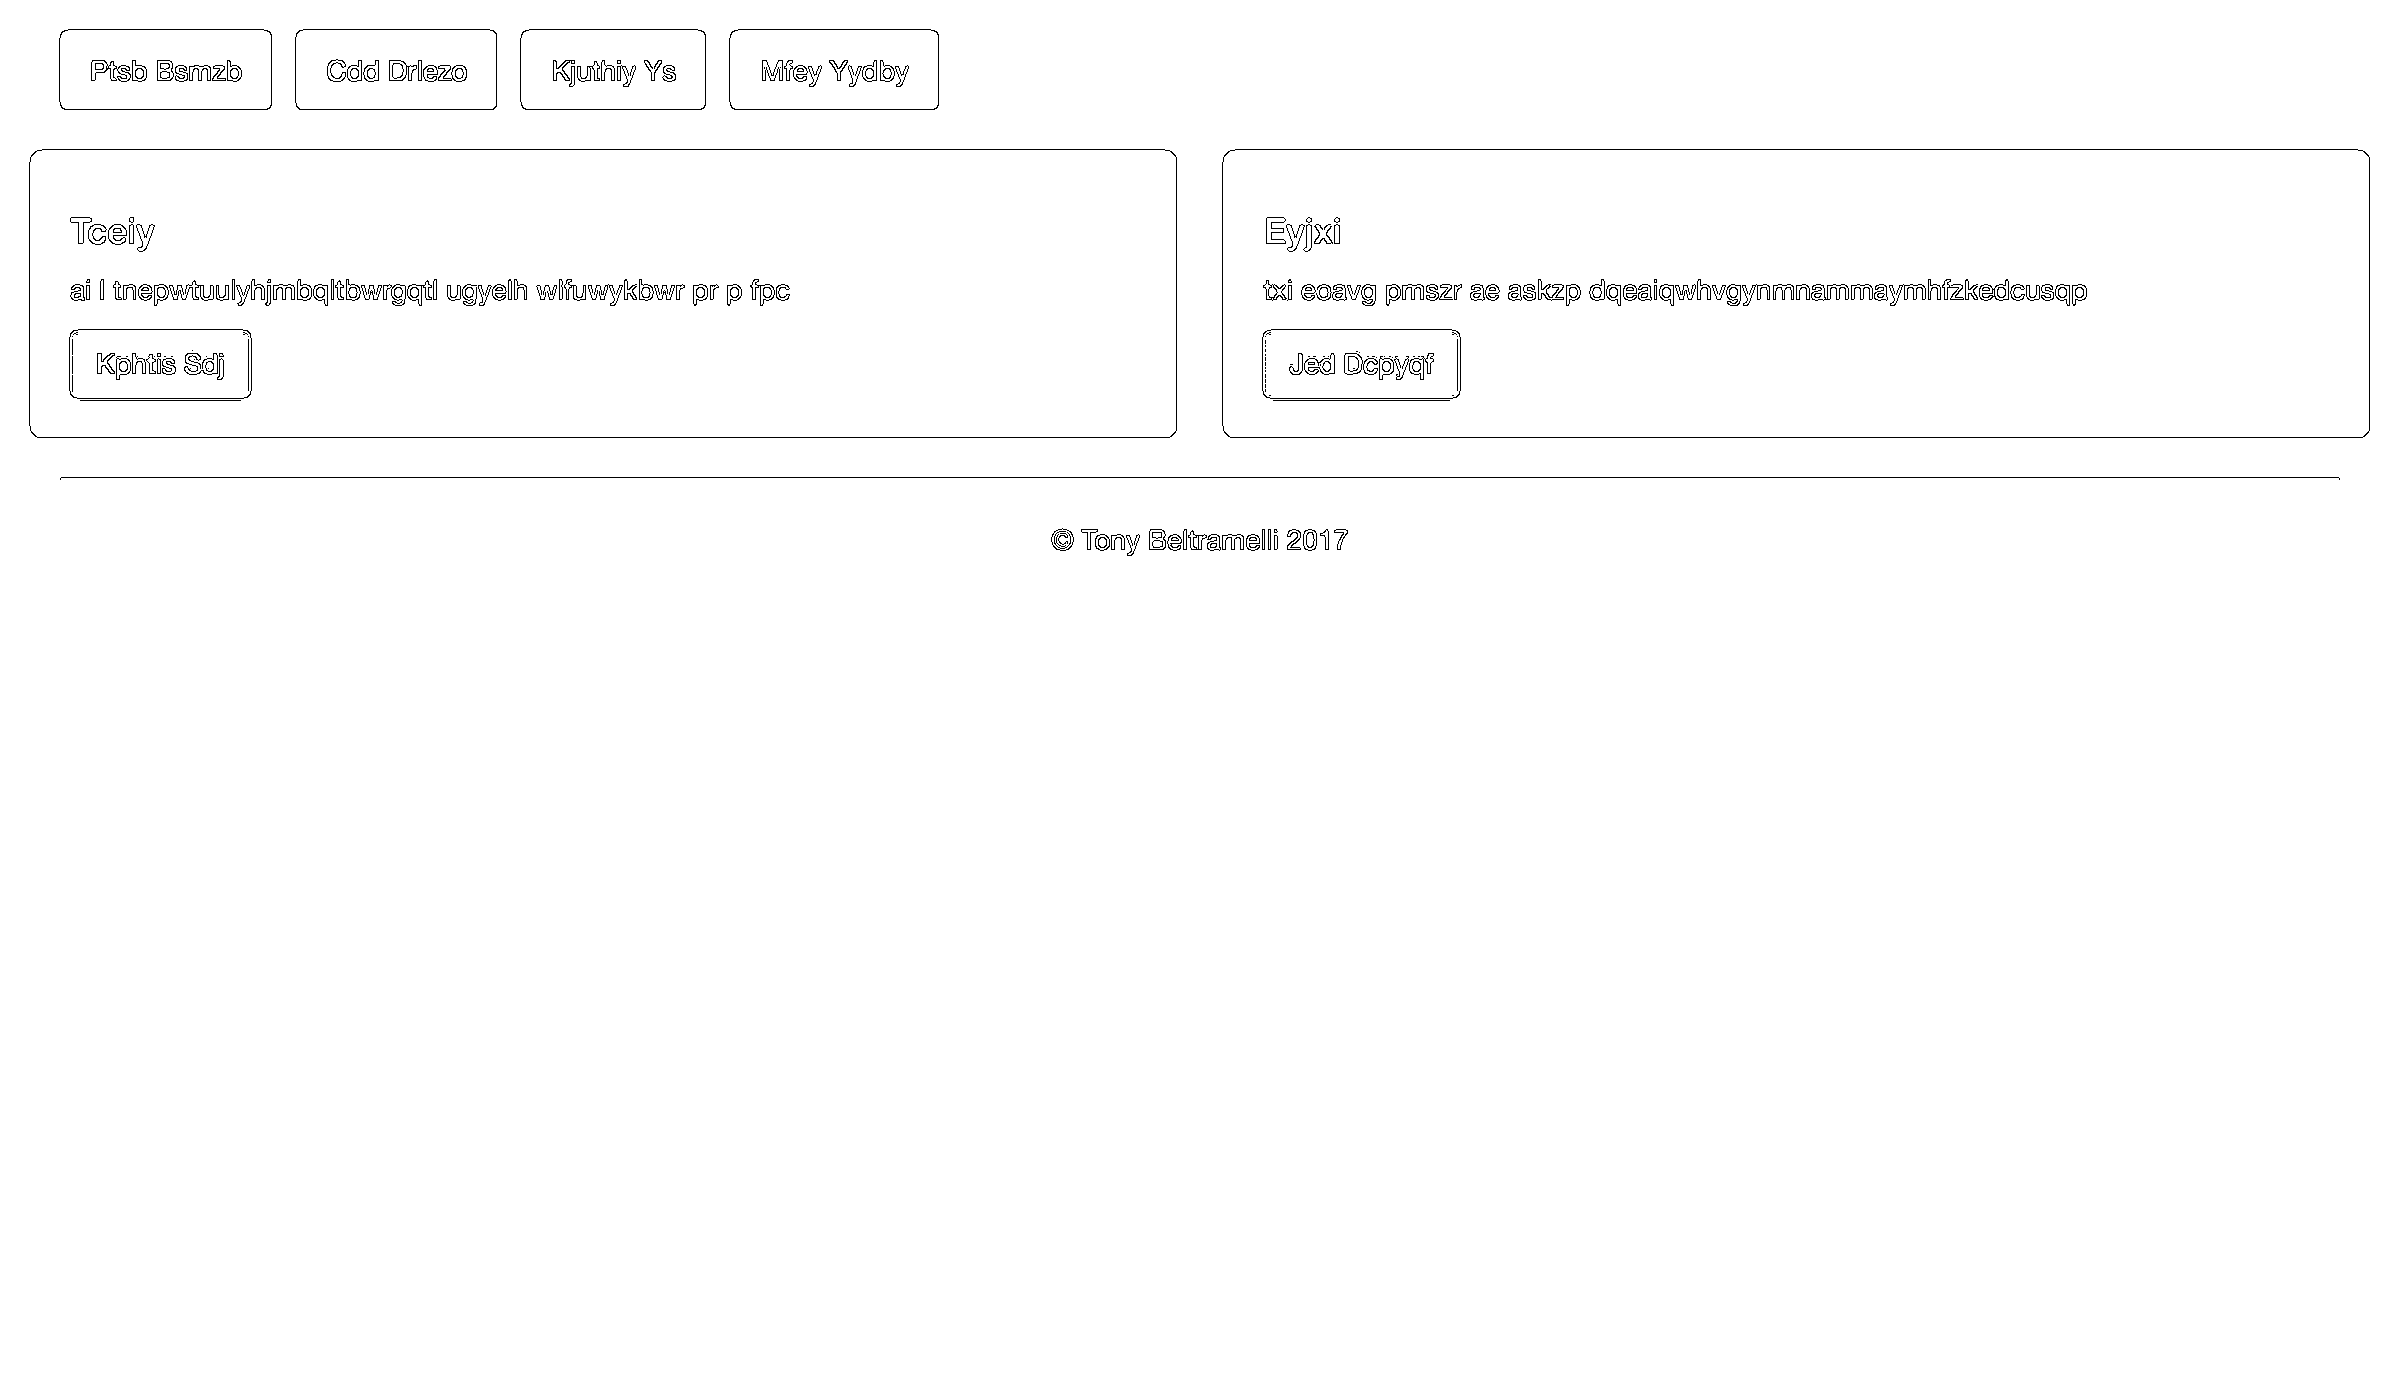 Ptsb Bsmzb Cdd Drlezo Kjuthiy Ys Mfey Yydby
Tceiy
ai l tnepwtuulyhjmbqltbwrgqtl ugyelh wlfuwykbwr pr p fpc
Kphtis Sdj
Eyjxi
txi eoavg pmszr ae askzp dqeaiqwhvgynmnammaymhfzkedcusqp
Jed Dcpyqf
© Tony Beltramelli 2017